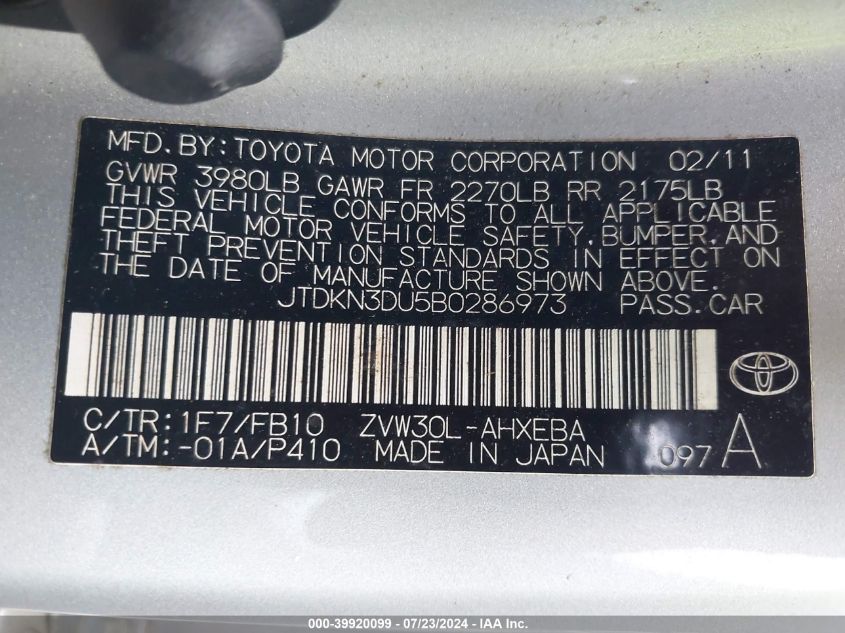 MFD.BY:TOYOTA MOTOR CORPORATION 02/11
GVWR 3980LB GAWR FR 2270LB RR 2175LB
THIS VEHICLE CONFORMS TO ALL APPLICABLE
FEDERAL MOTOR VEHICLE SAFETY,BUMPER,AND
THEFT PREVENTION STANDARDS IN EFFECT ON
THE DATE OF MANUFACTURE SHOWN ABOVE.
JTDKN3DU5B0286973 PASS.CAR
C/TR:1F7/FB10 ZVW30L-AHXEBA
A/TM:-01A/P410 MADE IN JAPAN 097 A
000-39920099 - 07/23/2024 - IAA Inc.